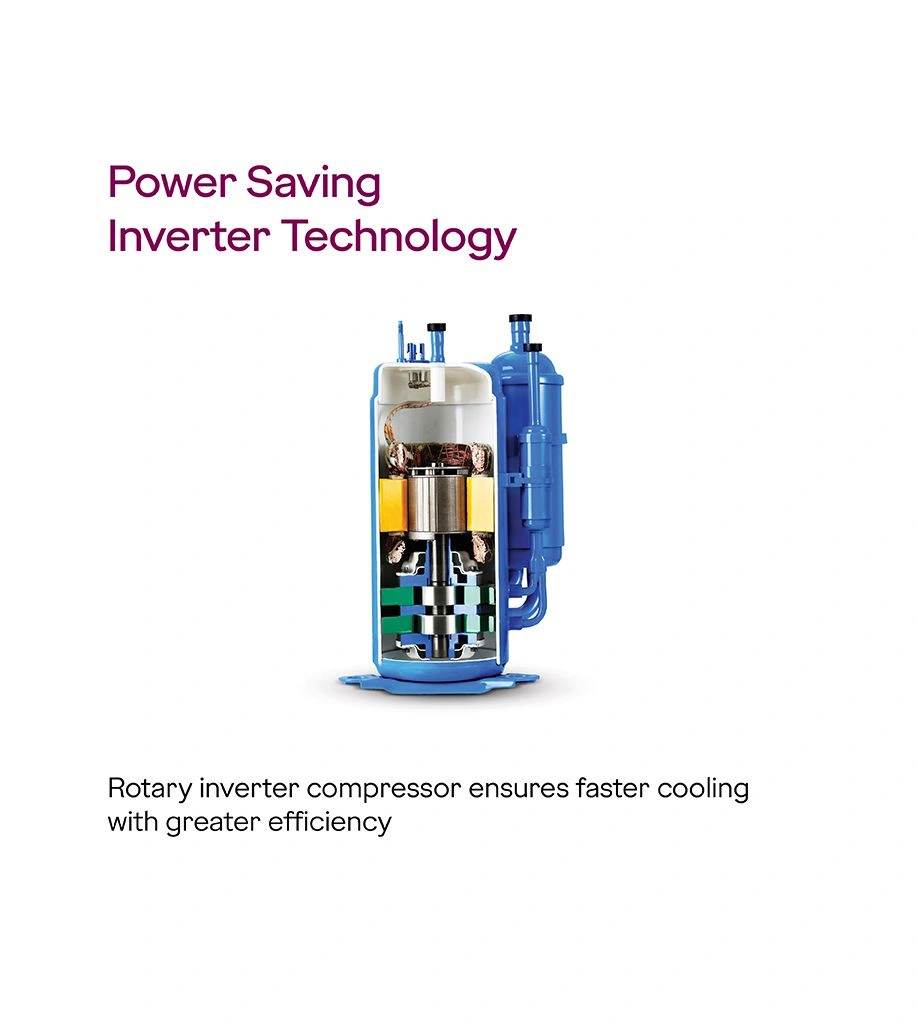 Power Saving
Inverter Technology
Rotary inverter compressor ensures faster cooling
with greater efficiency